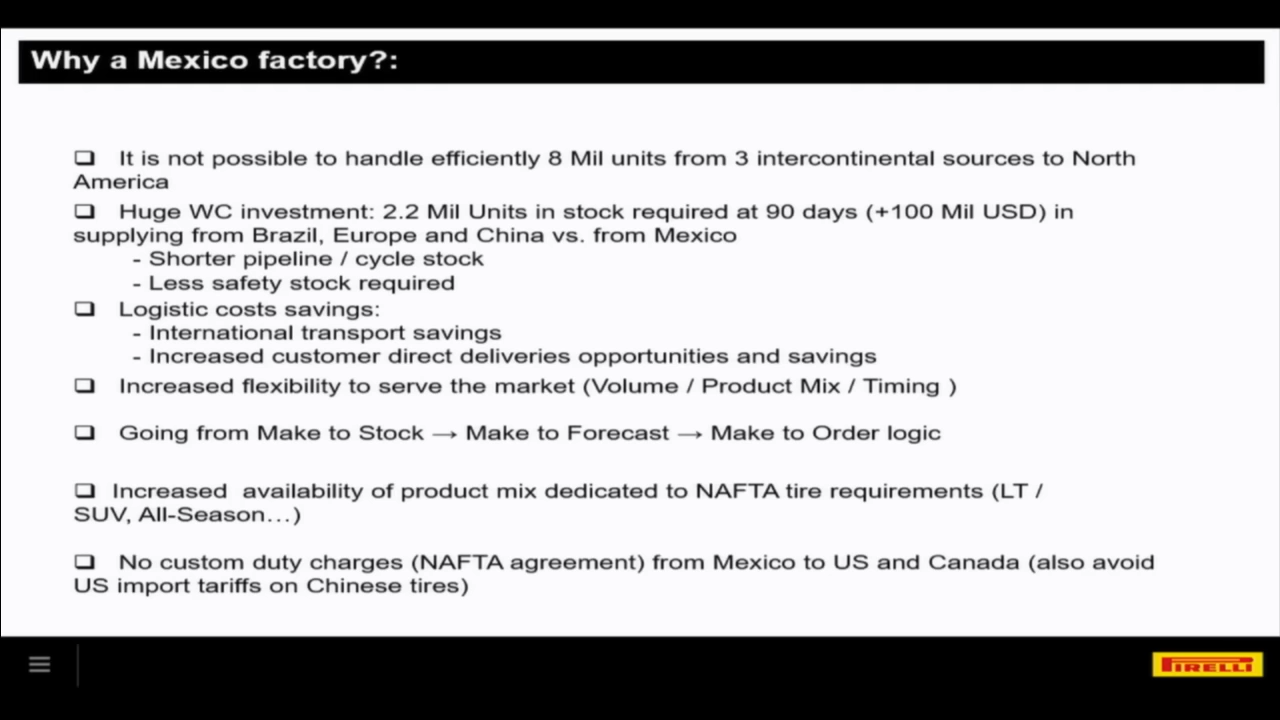 Why a Mexico factory?:
❑ It is not possible to handle efficiently 8 Mil units from 3 intercontinental sources to North
America
❑ Huge WC investment: 2.2 Mil Units in stock required at 90 days (+100 Mil USD) in
supplying from Brazil, Europe and China vs. from Mexico
- Shorter pipeline / cycle stock
- Less safety stock required
❑ Logistic costs savings:
- International transport savings
- Increased customer direct deliveries opportunities and savings
❑ Increased flexibility to serve the market (Volume / Product Mix / Timing )
❑ Going from Make to Stock → Make to Forecast → Make to Order logic
❑ Increased  availability of product mix dedicated to NAFTA tire requirements (LT /
SUV, All-Season...)
❑ No custom duty charges (NAFTA agreement) from Mexico to US and Canada (also avoid
US import tariffs on Chinese tires)
PIRELLI